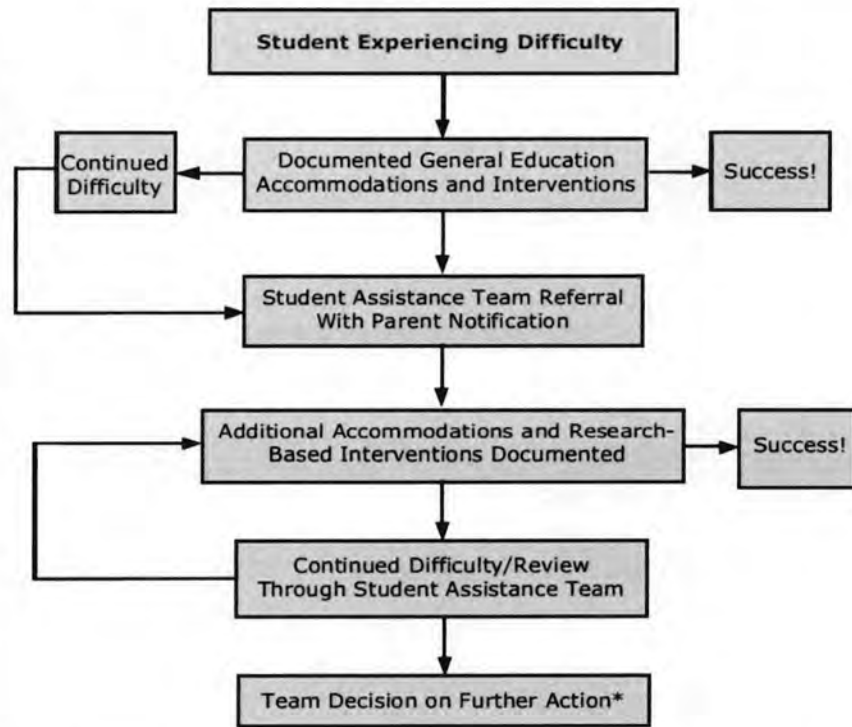 Student Experiencing Difficulty
Continued
Difficulty
Documented General Education
Accommodations and Interventions
Success!
Student Assistance Team Referral
With Parent Notification
Additional Accommodations and Research-
Based Interventions Documented
Success!
Continued Difficulty/Review
Through Student Assistance Team
Team Decision on Further Action*